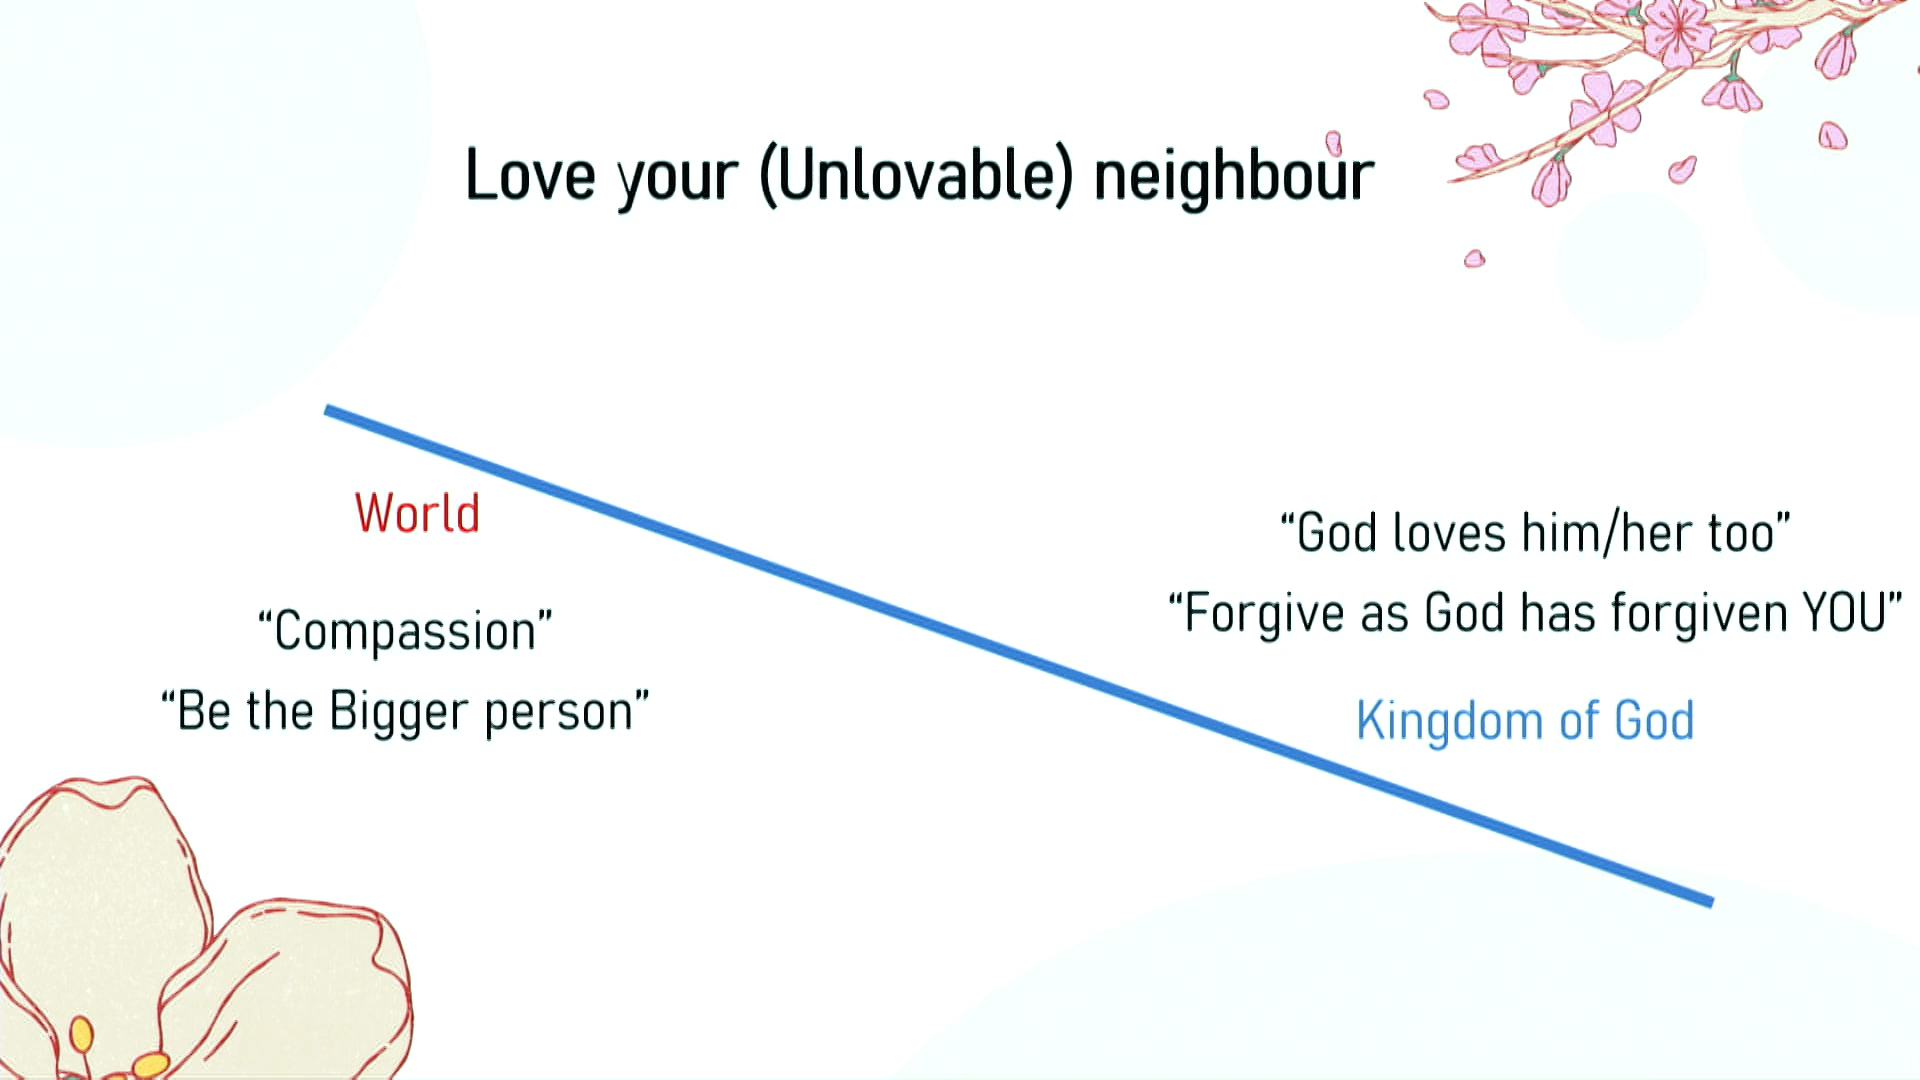 Love your (Unlovable) neighbour
World
“Compassion”
“Be the Bigger person”
“God loves him/her too”
“Forgive as God has forgiven YOU”
Kingdom of God